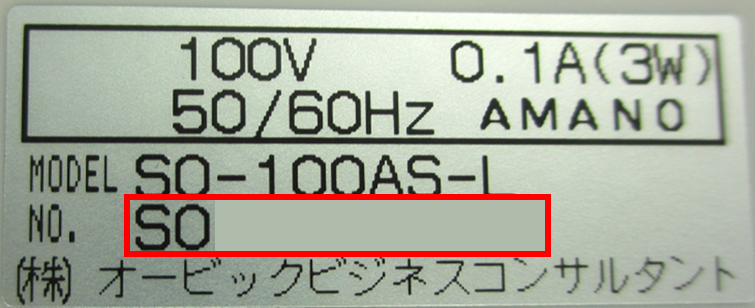 100V 0.1A(3W)
50/60Hz AMANO
MODEL SO-100AS-L
NO. SO
(株)オービックビジネスコンサルタント